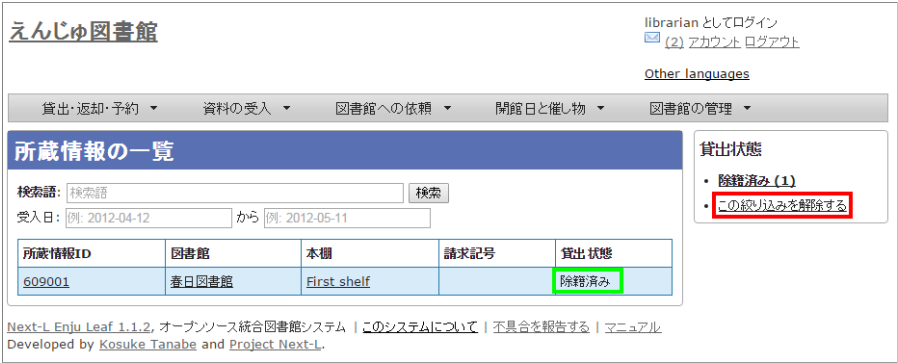 えんじゅ図書館
librarian としてログイン
(2) アカウント ログアウト
Other languages
貸出・返却・予約 ▼ 資料の受入 ▼ 図書館への依頼 ▼ 開館日と催し物 ▼ 図書館の管理 ▼
所蔵情報の一覧
検索語: 検索語 検索
受入日: 例: 2012-04-12 から 例: 2012-05-11
所蔵情報ID 図書館 本棚 請求記号 貸出状態
609001 春日図書館 First shelf 除籍済み
貸出状態
• 除籍済み (1)
• この絞り込みを解除する
Next-L Enju Leaf 1.1.2, オープンソース統合図書館システム | このシステムについて | 不具合を報告する | マニュアル
Developed by Kosuke Tanabe and Project Next-L.